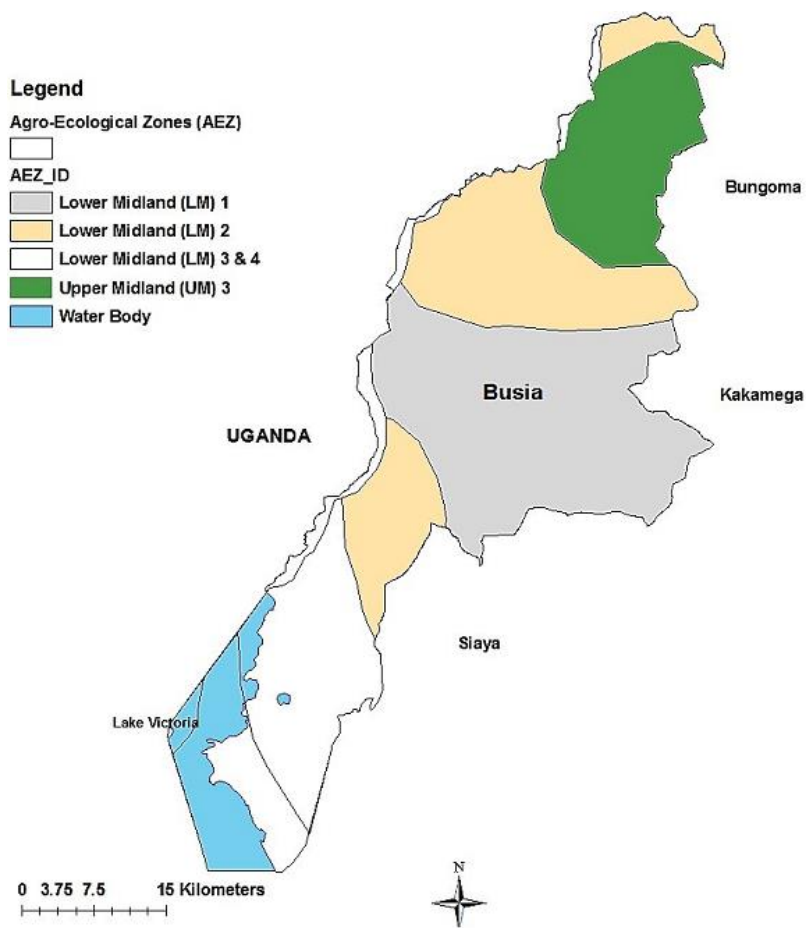 Legend
Agro-Ecological Zones (AEZ)
AEZ_ID
Lower Midland (LM) 1
Lower Midland (LM) 2
Lower Midland (LM) 3 & 4
Upper Midland (UM) 3
Water Body
Bungoma
Busia
Kakamega
UGANDA
Siaya
Lake Victoria
N
0 3.75 7.5 15 Kilometers